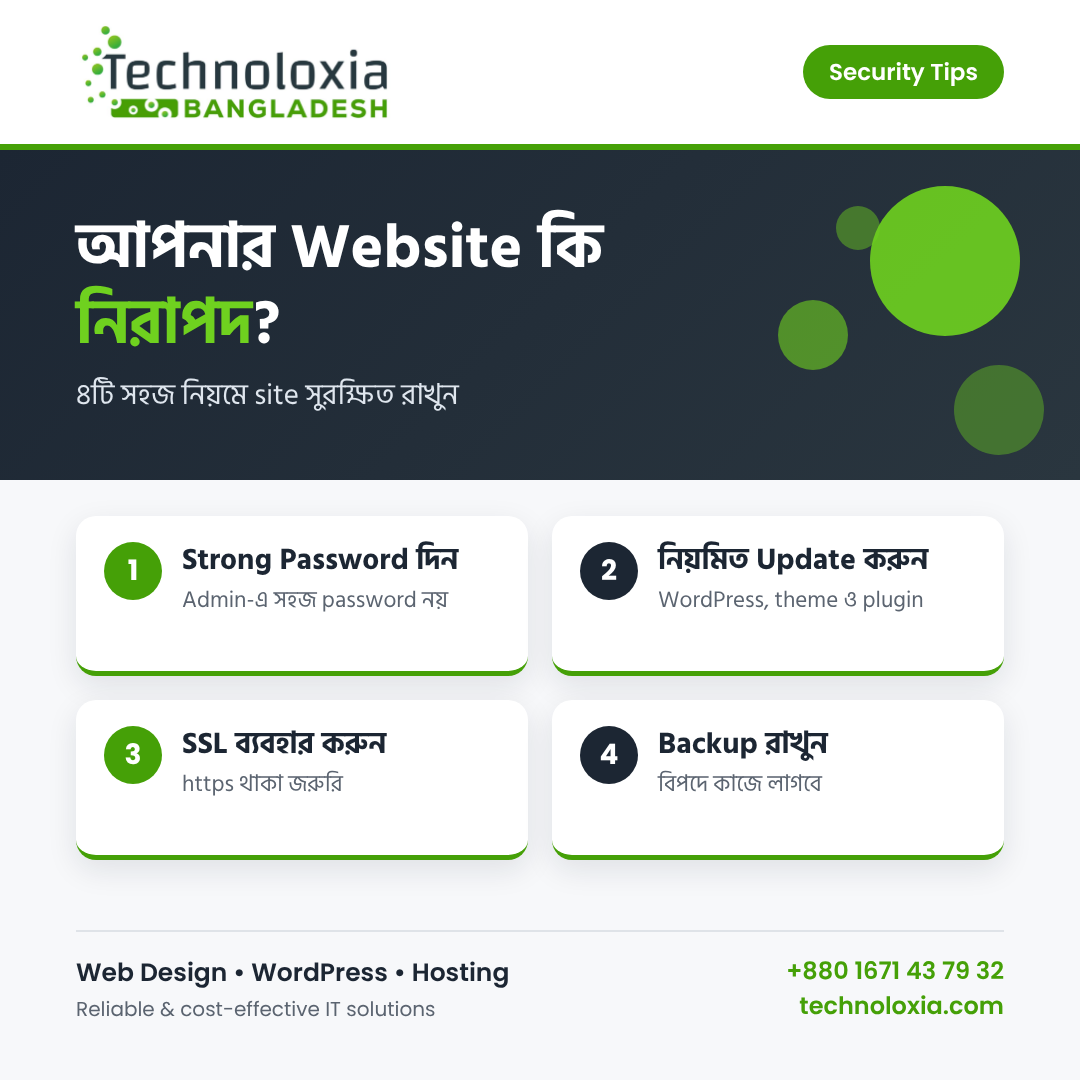 Technoloxia
BANGLADESH
Security Tips
আপনার Website কি
নিরাপদ?
৪টি সহজ নিয়মে site সুরক্ষিত রাখুন
1
Strong Password দিন
Admin-এ সহজ password নয়
2
নিয়মিত Update করুন
WordPress, theme ও plugin
3
SSL ব্যবহার করুন
https থাকা জরুরি
4
Backup রাখুন
বিপদে কাজে লাগবে
Web Design • WordPress • Hosting
Reliable & cost-effective IT solutions
+880 1671 43 79 32
technoloxia.com